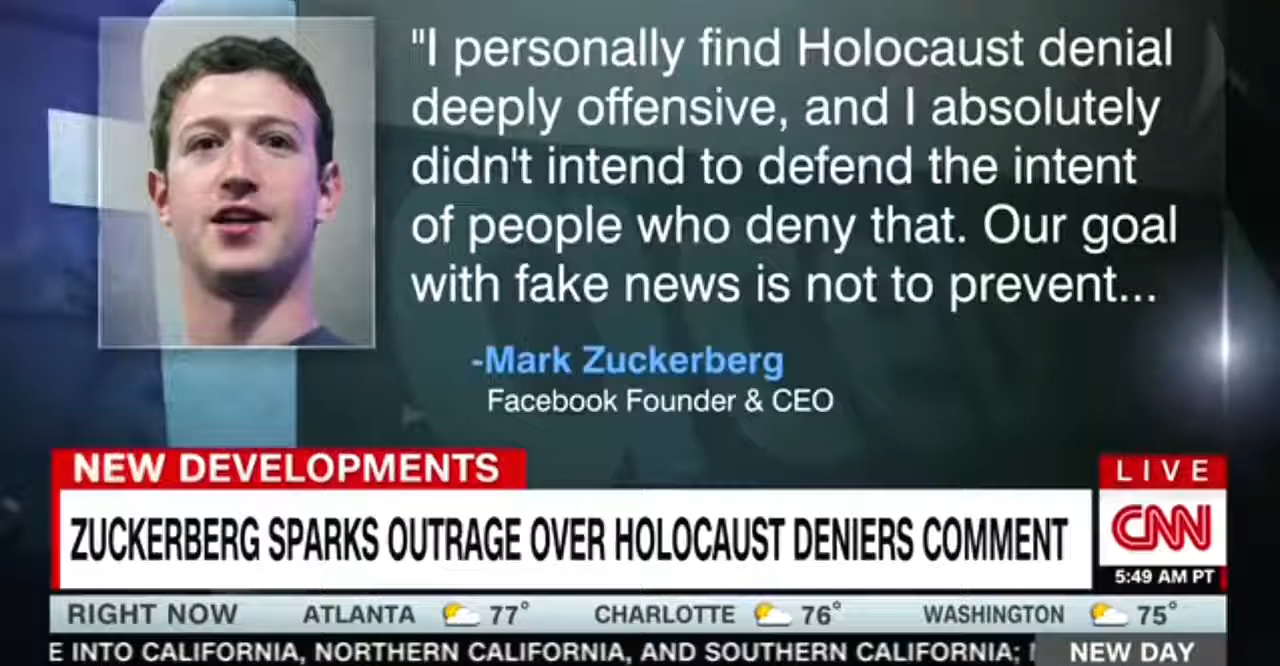 "I personally find Holocaust denial
deeply offensive, and I absolutely
didn't intend to defend the intent
of people who deny that. Our goal
with fake news is not to prevent...
-Mark Zuckerberg
Facebook Founder & CEO
NEW DEVELOPMENTS
ZUCKERBERG SPARKS OUTRAGE OVER HOLOCAUST DENIERS COMMENT
LIVE
CNN
5:49 AM PT
RIGHT NOW ATLANTA 77° CHARLOTTE 76° WASHINGTON 75°
E INTO CALIFORNIA, NORTHERN CALIFORNIA, AND SOUTHERN CALIFORNIA;
NEW DAY